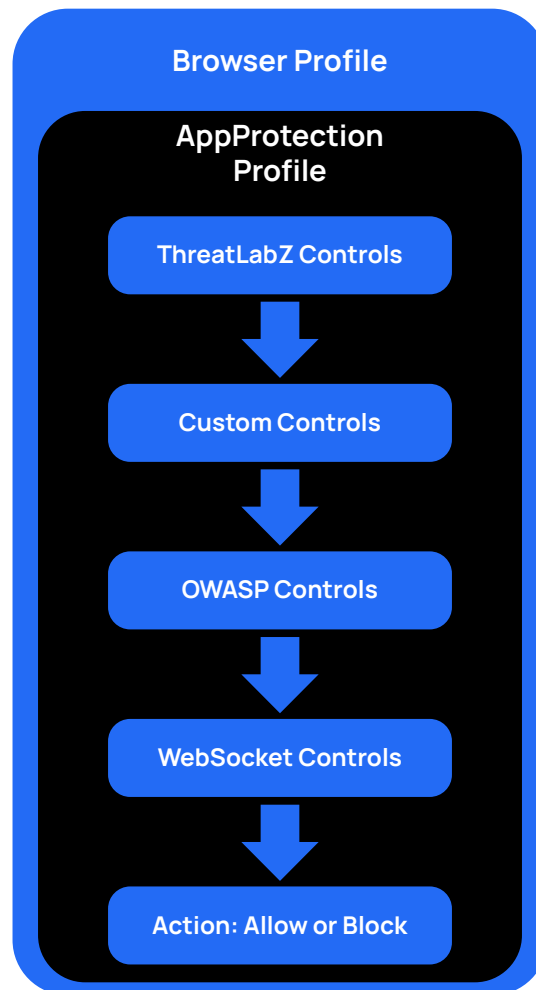 Browser Profile
AppProtection
Profile
ThreatLabZ Controls
Custom Controls
OWASP Controls
WebSocket Controls
Action: Allow or Block